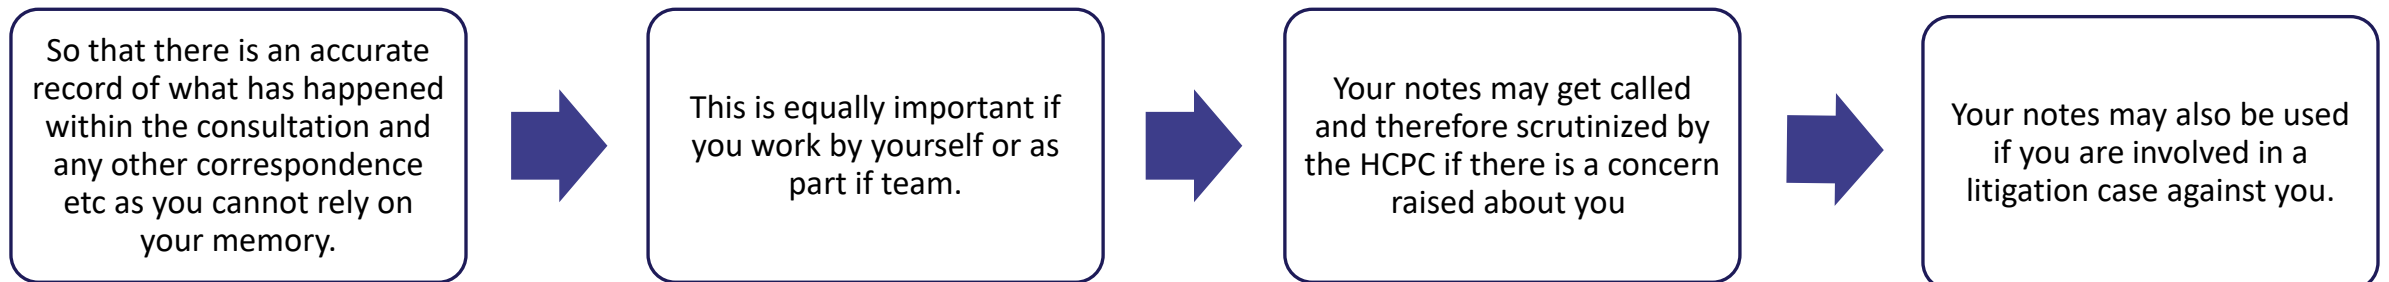 So that there is an accurate
record of what has happened
within the consultation and
any other correspondence
etc as you cannot rely on
your memory.
This is equally important if
you work by yourself or as
part if team.
Your notes may get called
and therefore scrutinized by
the HCPC if there is a concern
raised about you
Your notes may also be used
if you are involved in a
litigation case against you.